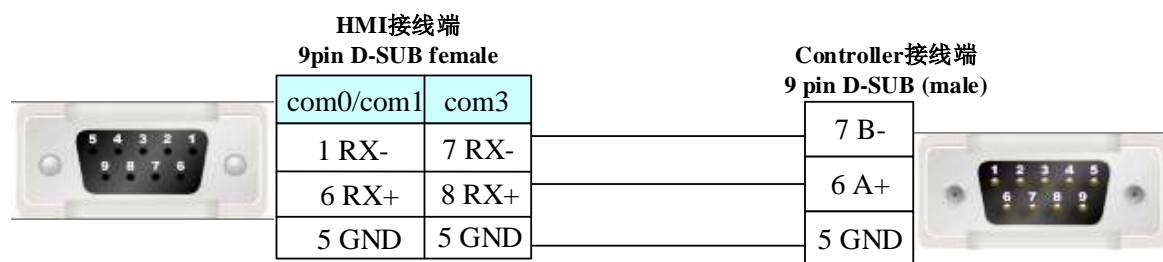 HMI接线端
9pin D-SUB female
Controller接线端
9 pin D-SUB (male)
com0/com1 com3
1 RX- 7 RX-
6 RX+ 8 RX+
5 GND 5 GND
7 B-
6 A+
5 GND
5 4 3 2 1
9 8 7 6
1 2 3 4 5
6 7 8 9